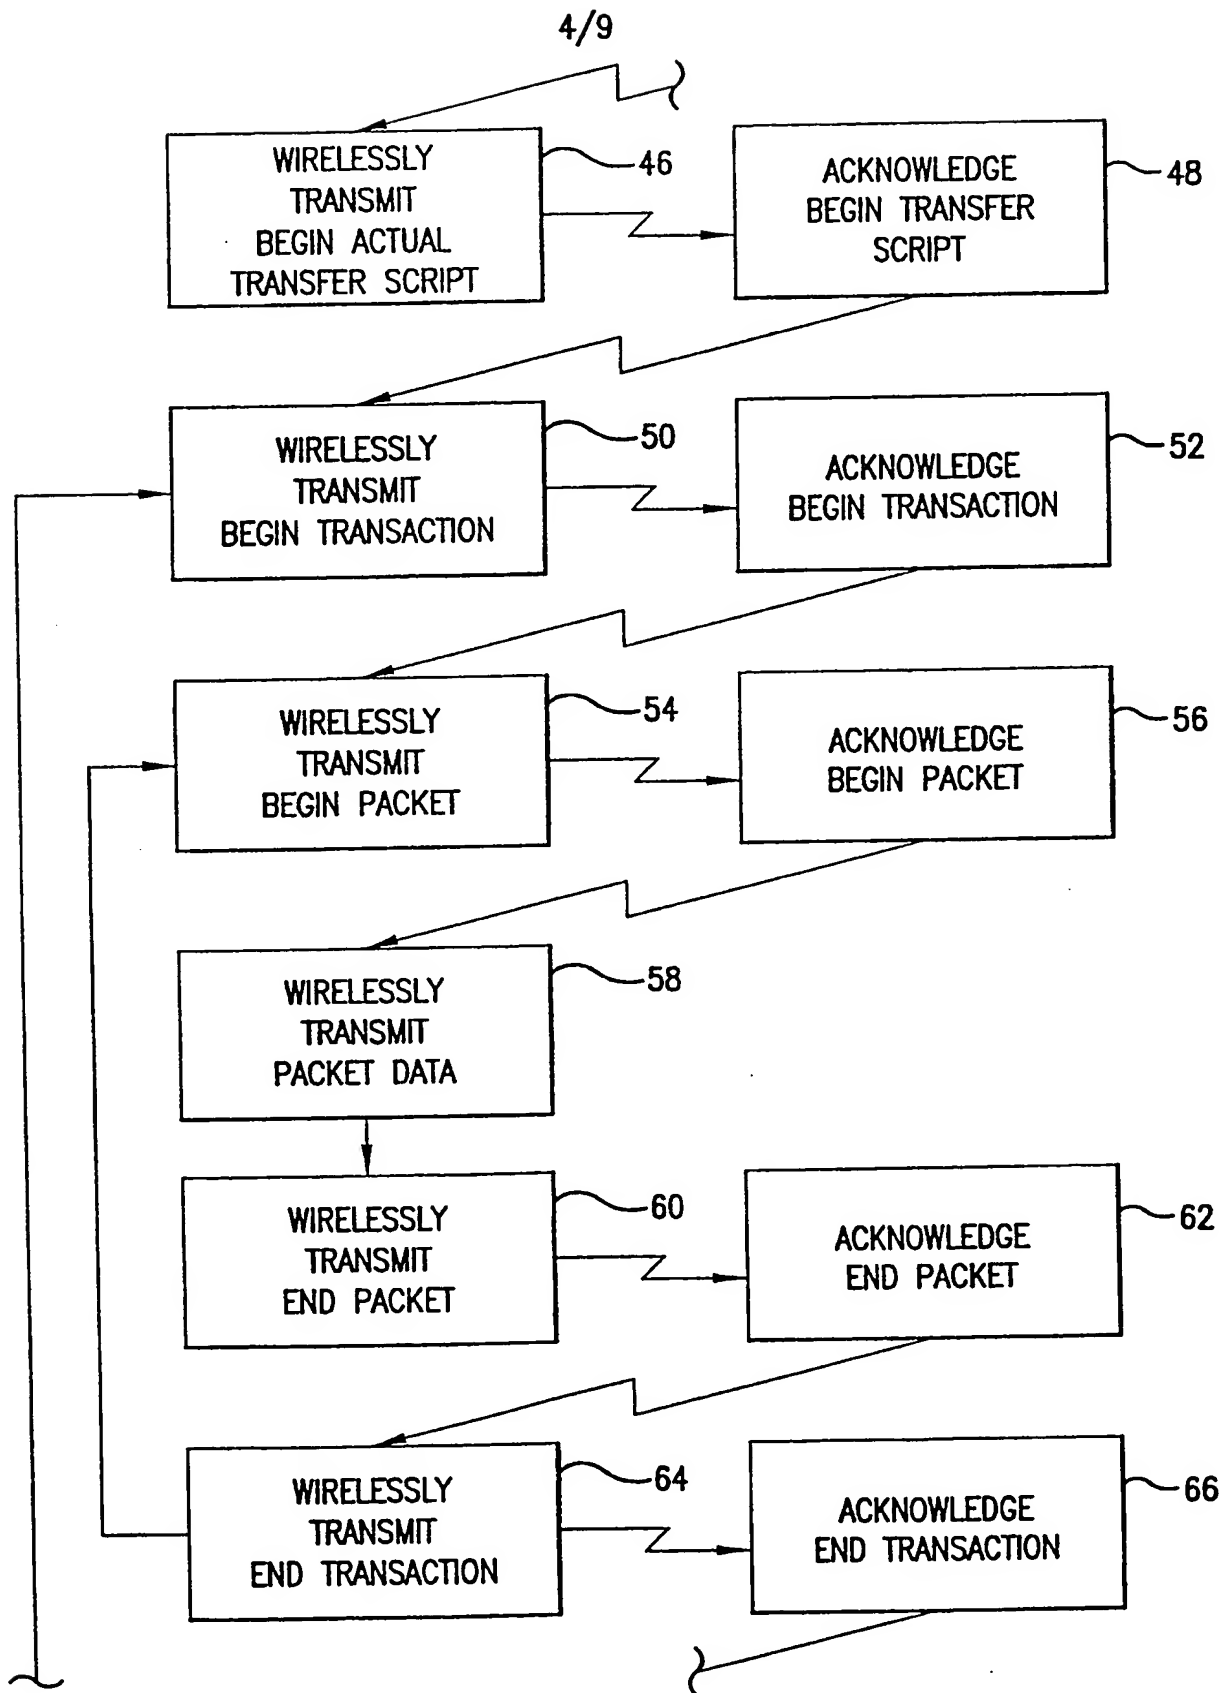 4/9
WIRELESSLY
TRANSMIT
BEGIN ACTUAL
TRANSFER SCRIPT
46
ACKNOWLEDGE
BEGIN TRANSFER
SCRIPT
48
WIRELESSLY
TRANSMIT
BEGIN TRANSACTION
50
ACKNOWLEDGE
BEGIN TRANSACTION
52
WIRELESSLY
TRANSMIT
BEGIN PACKET
54
ACKNOWLEDGE
BEGIN PACKET
56
WIRELESSLY
TRANSMIT
PACKET DATA
58
WIRELESSLY
TRANSMIT
END PACKET
60
ACKNOWLEDGE
END PACKET
62
WIRELESSLY
TRANSMIT
END TRANSACTION
64
ACKNOWLEDGE
END TRANSACTION
66